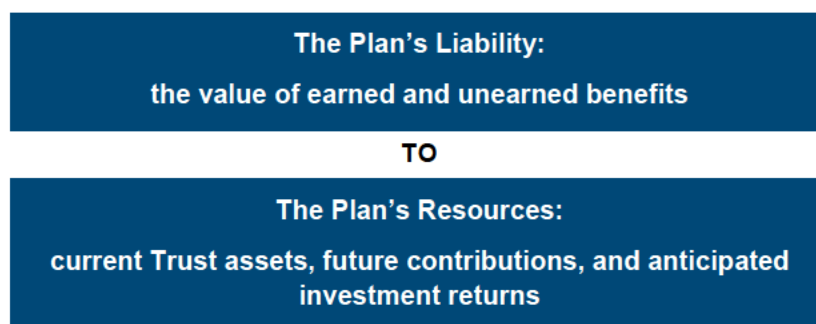 The Plan’s Liability:
the value of earned and unearned benefits
TO
The Plan’s Resources:
current Trust assets, future contributions, and anticipated
investment returns